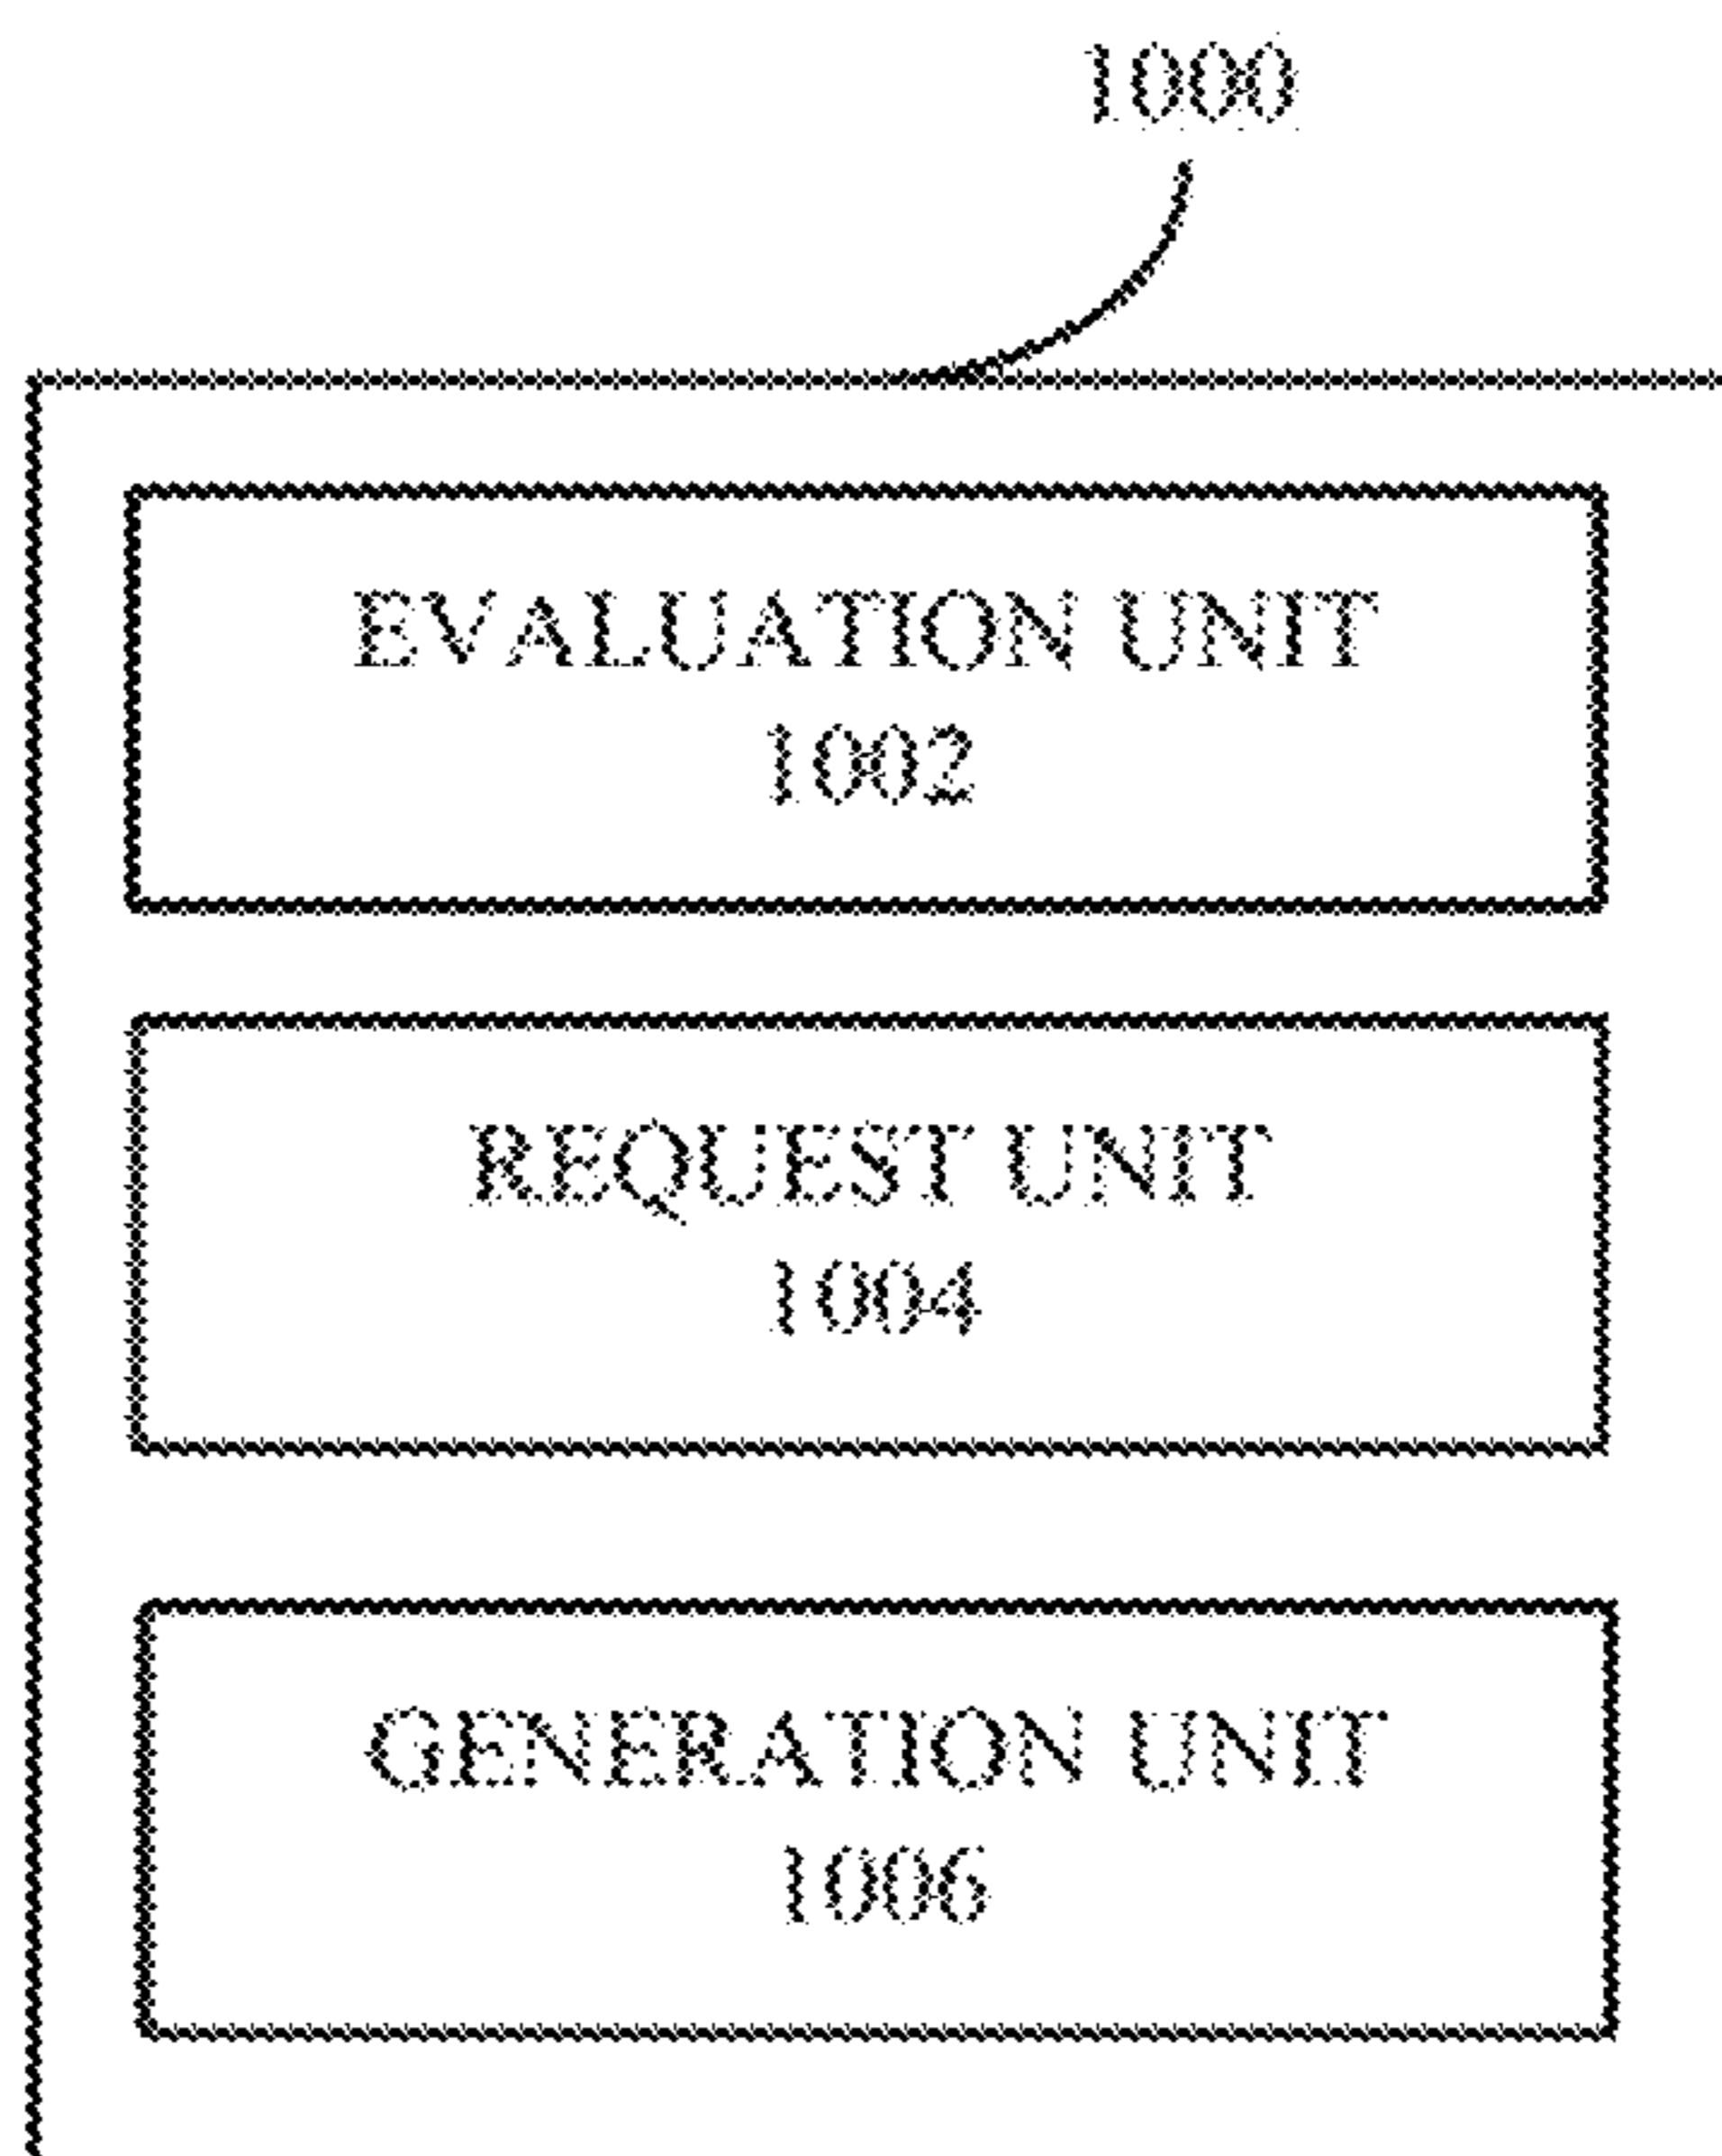 1000
EVALUATION UNIT
1002
REQUEST UNIT
1004
GENERATION UNIT
1006